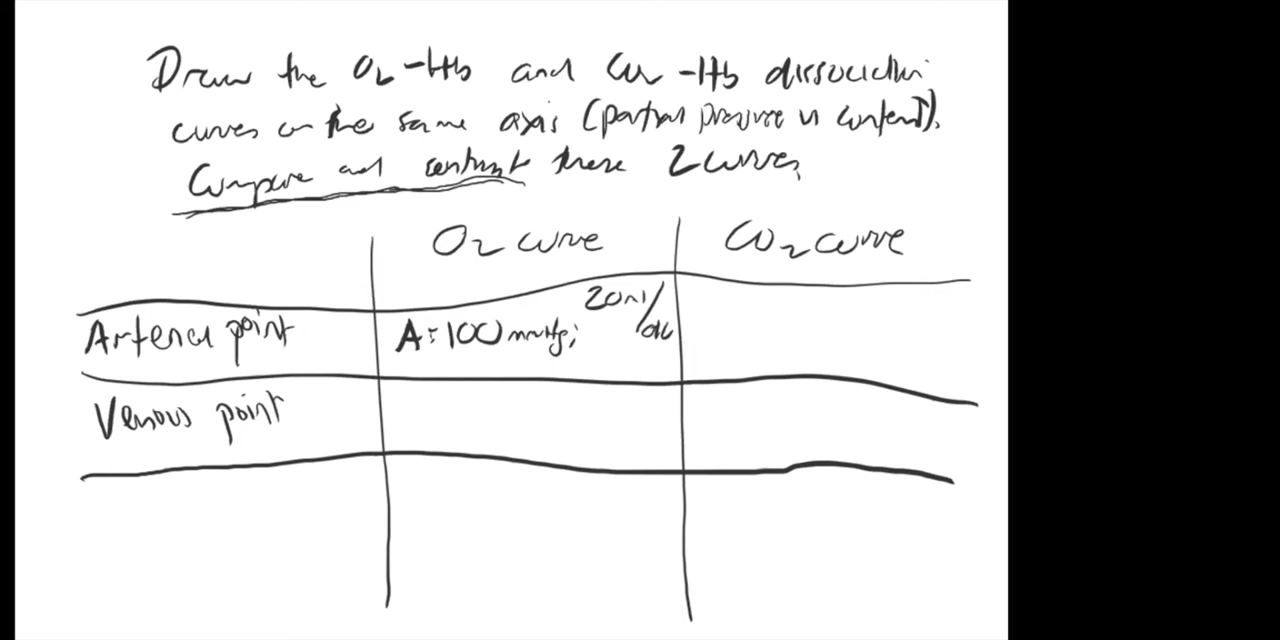 Draw the O2-Hb and CO2-Hb dissociation
curves on the same axis (partial pressure vs content).
Compare and contrast these 2 curves
O2 curve CO2 curve
Arterial point A: 100 mmHg; 20ml/dL
Venous point